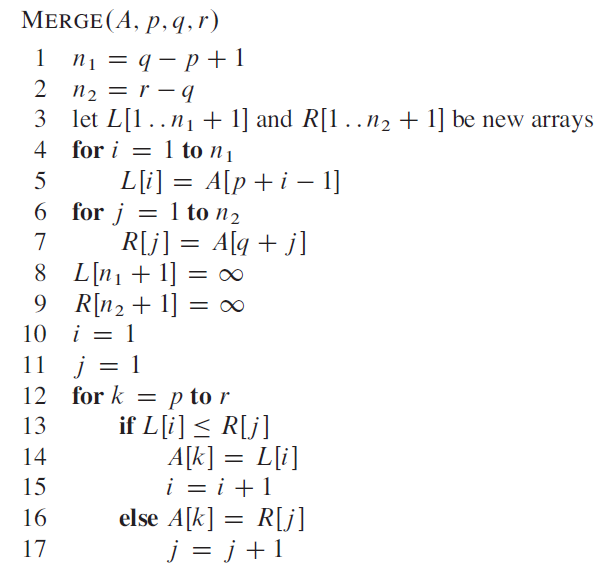 MERGE(A, p, q, r)
1 n₁ = q − p + 1
2 n₂ = r − q
3 let L[1 . . n₁ + 1] and R[1 . . n₂ + 1] be new arrays
4 for i = 1 to n₁
5 L[i] = A[p + i − 1]
6 for j = 1 to n₂
7 R[j] = A[q + j]
8 L[n₁ + 1] = ∞
9 R[n₂ + 1] = ∞
10 i = 1
11 j = 1
12 for k = p to r
13 if L[i] ≤ R[j]
14 A[k] = L[i]
15 i = i + 1
16 else A[k] = R[j]
17 j = j + 1